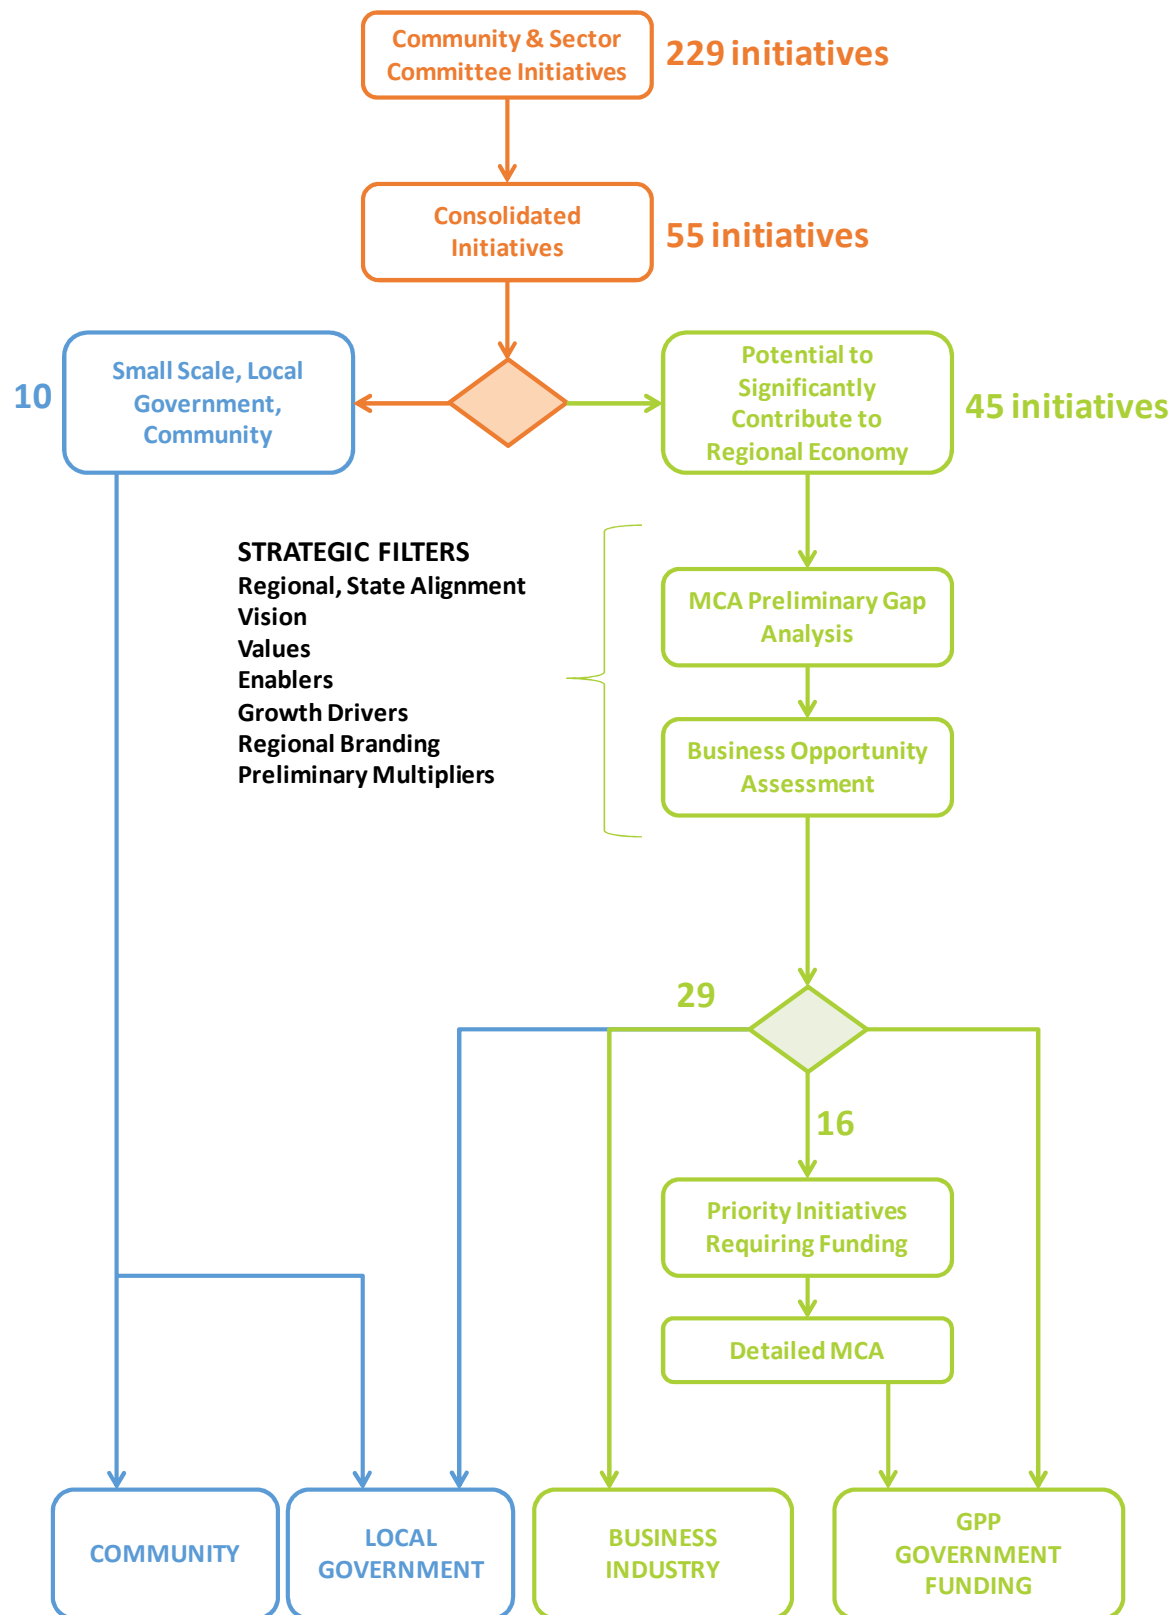 Community & Sector
Committee Initiatives
229 initiatives
Consolidated
Initiatives
55 initiatives
10
Small Scale, Local
Government,
Community
Potential to
Significantly
Contribute to
Regional Economy
45 initiatives
STRATEGIC FILTERS
Regional, State Alignment
Vision
Values
Enablers
Growth Drivers
Regional Branding
Preliminary Multipliers
MCA Preliminary Gap
Analysis
Business Opportunity
Assessment
29
16
Priority Initiatives
Requiring Funding
Detailed MCA
COMMUNITY
LOCAL
GOVERNMENT
BUSINESS
INDUSTRY
GPP
GOVERNMENT
FUNDING